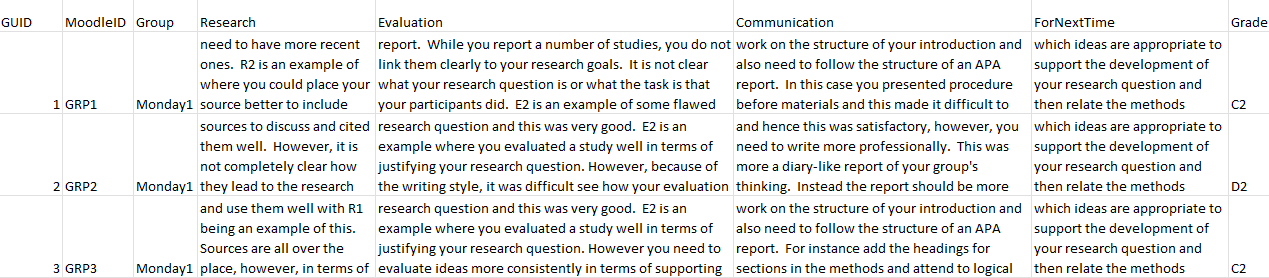 GUID MoodleID Group Research Evaluation Communication ForNextTime Grade
need to have more recent
ones. R2 is an example of
where you could place your
source better to include
report. While you report a number of studies, you do not
link them clearly to your research goals. It is not clear
what your research question is or what the task is that
your participants did. E2 is an example of some flawed
work on the structure of your introduction and
also need to follow the structure of an APA
report. In this case you presented procedure
before materials and this made it difficult to
which ideas are appropriate to
support the development of
your research question and
then relate the methods
1 GRP1 Monday1 C2
sources to discuss and cited
them well. However, it is
not completely clear how
they lead to the research
research question and this was very good. E2 is an
example where you evaluated a study well in terms of
justifying your research question. However, because of
the writing style, it was difficult see how your evaluation
and hence this was satisfactory, however, you
need to write more professionally. This was
more a diary-like report of your group's
thinking. Instead the report should be more
which ideas are appropriate to
support the development of
your research question and
then relate the methods
2 GRP2 Monday1 D2
and use them well with R1
being an example of this.
Sources are all over the
place, however, in terms of
research question and this was very good. E2 is an
example where you evaluated a study well in terms of
justifying your research question. However you need to
evaluate ideas more consistently in terms of supporting
work on the structure of your introduction and
also need to follow the structure of an APA
report. For instance add the headings for
sections in the methods and attend to logical
which ideas are appropriate to
support the development of
your research question and
then relate the methods
3 GRP3 Monday1 C2